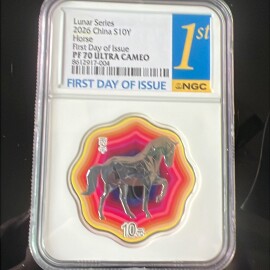 Lunar Series
2026 China S10Y
Horse
First Day of Issue
PF 70 ULTRA CAMEO
8612917-004
1st
FIRST DAY OF ISSUE
NGC
10元